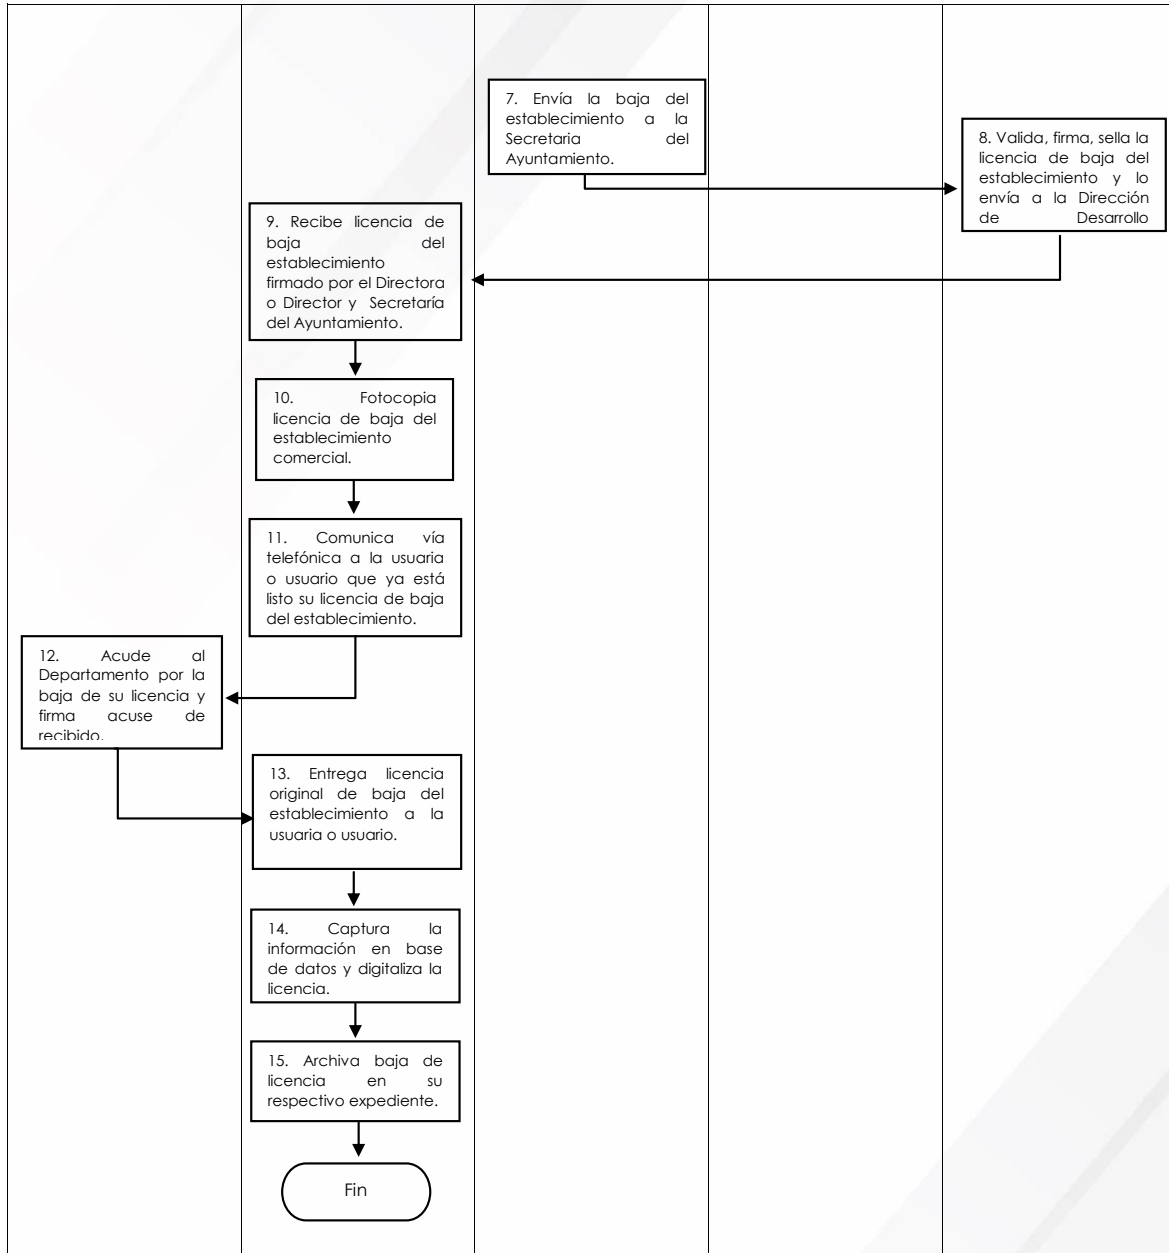 7. Envía la baja del
establecimiento a la
Secretaria del
Ayuntamiento.
8. Valida, firma, sella la
licencia de baja del
establecimiento y lo
envía a la Dirección
de Desarrollo
9. Recibe licencia de
baja del
establecimiento
firmado por el Directora
o Director y Secretaría
del Ayuntamiento.
10. Fotocopia
licencia de baja del
establecimiento
comercial.
11. Comunica vía
telefónica a la usuaria
o usuario que ya está
listo su licencia de baja
del establecimiento.
12. Acude al
Departamento por la
baja de su licencia y
firma acuse de
recibido.
13. Entrega licencia
original de baja del
establecimiento a la
usuaria o usuario.
14. Captura la
información en base
de datos y digitaliza la
licencia.
15. Archiva baja de
licencia en su
respectivo expediente.
Fin